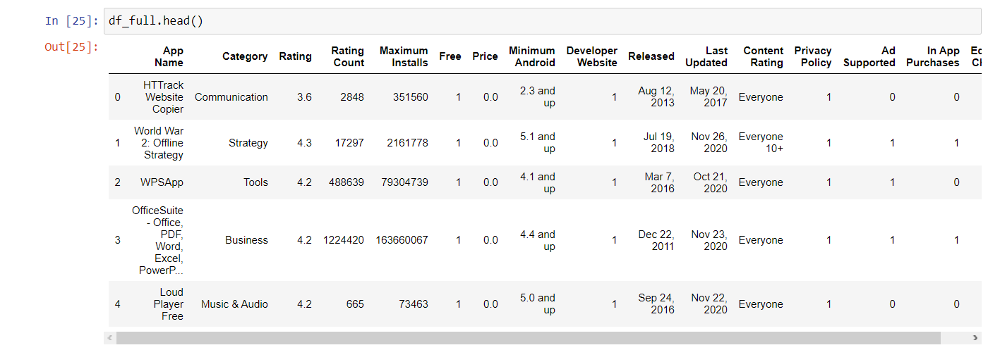 In [25]: df_full.head()
Out[25]:
App Name Category Rating Rating Count Maximum Installs Free Price Minimum Android Developer Website Released Last Updated Content Rating Privacy Policy Ad Supported In App Purchases
0 HTTrack Website Copier Communication 3.6 2848 351560 1 0.0 2.3 and up 1 Aug 12, 2013 May 20, 2017 Everyone 1 0 0
1 World War 2: Offline Strategy Strategy 4.3 17297 2161778 1 0.0 5.1 and up 1 Jul 19, 2018 Nov 26, 2020 Everyone 10+ 1 1 1
2 WPSApp Tools 4.2 488639 79304739 1 0.0 4.1 and up 1 Mar 7, 2016 Oct 21, 2020 Everyone 1 1 0
3 OfficeSuite - Office, PDF, Word, Excel, PowerP... Business 4.2 1224420 163660067 1 0.0 4.4 and up 1 Dec 22, 2011 Nov 23, 2020 Everyone 1 1 1
4 Loud Player Free Music & Audio 4.2 665 73463 1 0.0 5.0 and up 1 Sep 24, 2016 Nov 22, 2020 Everyone 1 0 0